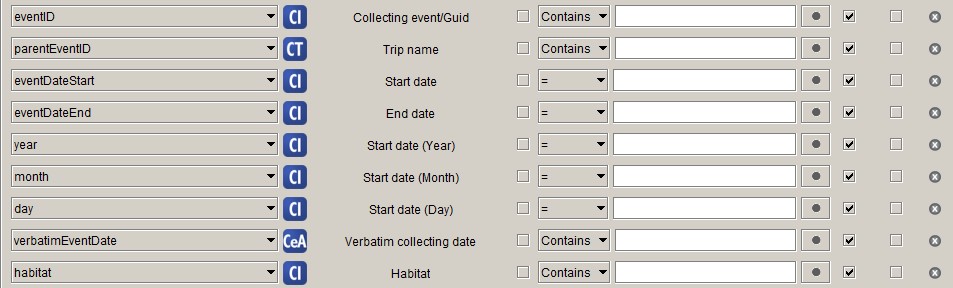 eventID CI Collecting event/Guid Contains
parentEventID CT Trip name Contains
eventDateStart CI Start date =
eventDateEnd CI End date =
year CI Start date (Year) =
month CI Start date (Month) =
day CI Start date (Day) =
verbatimEventDate CeA Verbatim collecting date Contains
habitat CI Habitat Contains